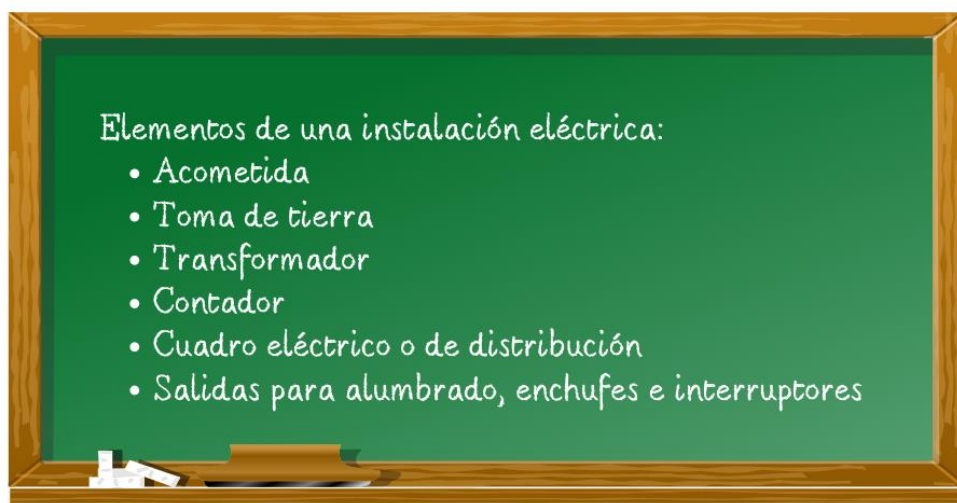 Elementos de una instalación eléctrica:
• Acometida
• Toma de tierra
• Transformador
• Contador
• Cuadro eléctrico o de distribución
• Salidas para alumbrado, enchufes e interruptores